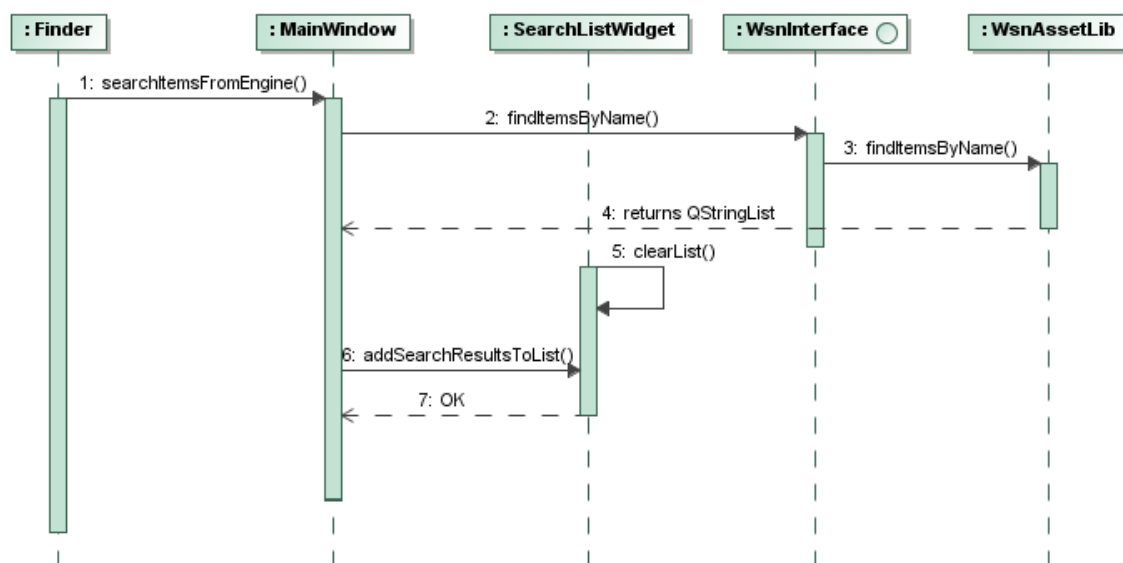 : Finder
: MainWindow
: SearchListWidget
: WsnInterface
: WsnAssetLib
1: searchItemsFromEngine()
2: findItemsByName()
3: findItemsByName()
4: returns QStringList
5: clearList()
6: addSearchResultsToList()
7: OK